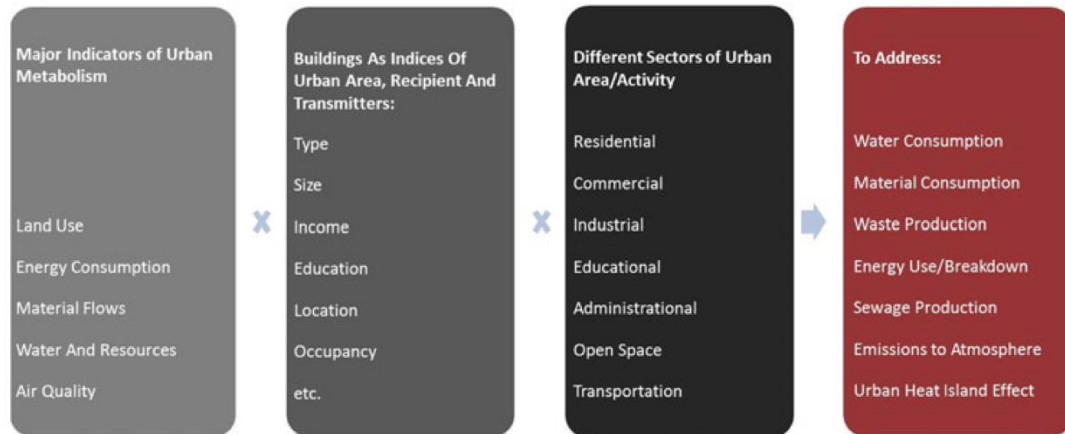 Major Indicators of Urban
Metabolism
Land Use
Energy Consumption
Material Flows
Water And Resources
Air Quality
X
Buildings As Indices Of
Urban Area, Recipient And
Transmitters:
Type
Size
Income
Education
Location
Occupancy
etc.
X
Different Sectors of Urban
Area/Activity
Residential
Commercial
Industrial
Educational
Administrational
Open Space
Transportation
To Address:
Water Consumption
Material Consumption
Waste Production
Energy Use/Breakdown
Sewage Production
Emissions to Atmosphere
Urban Heat Island Effect